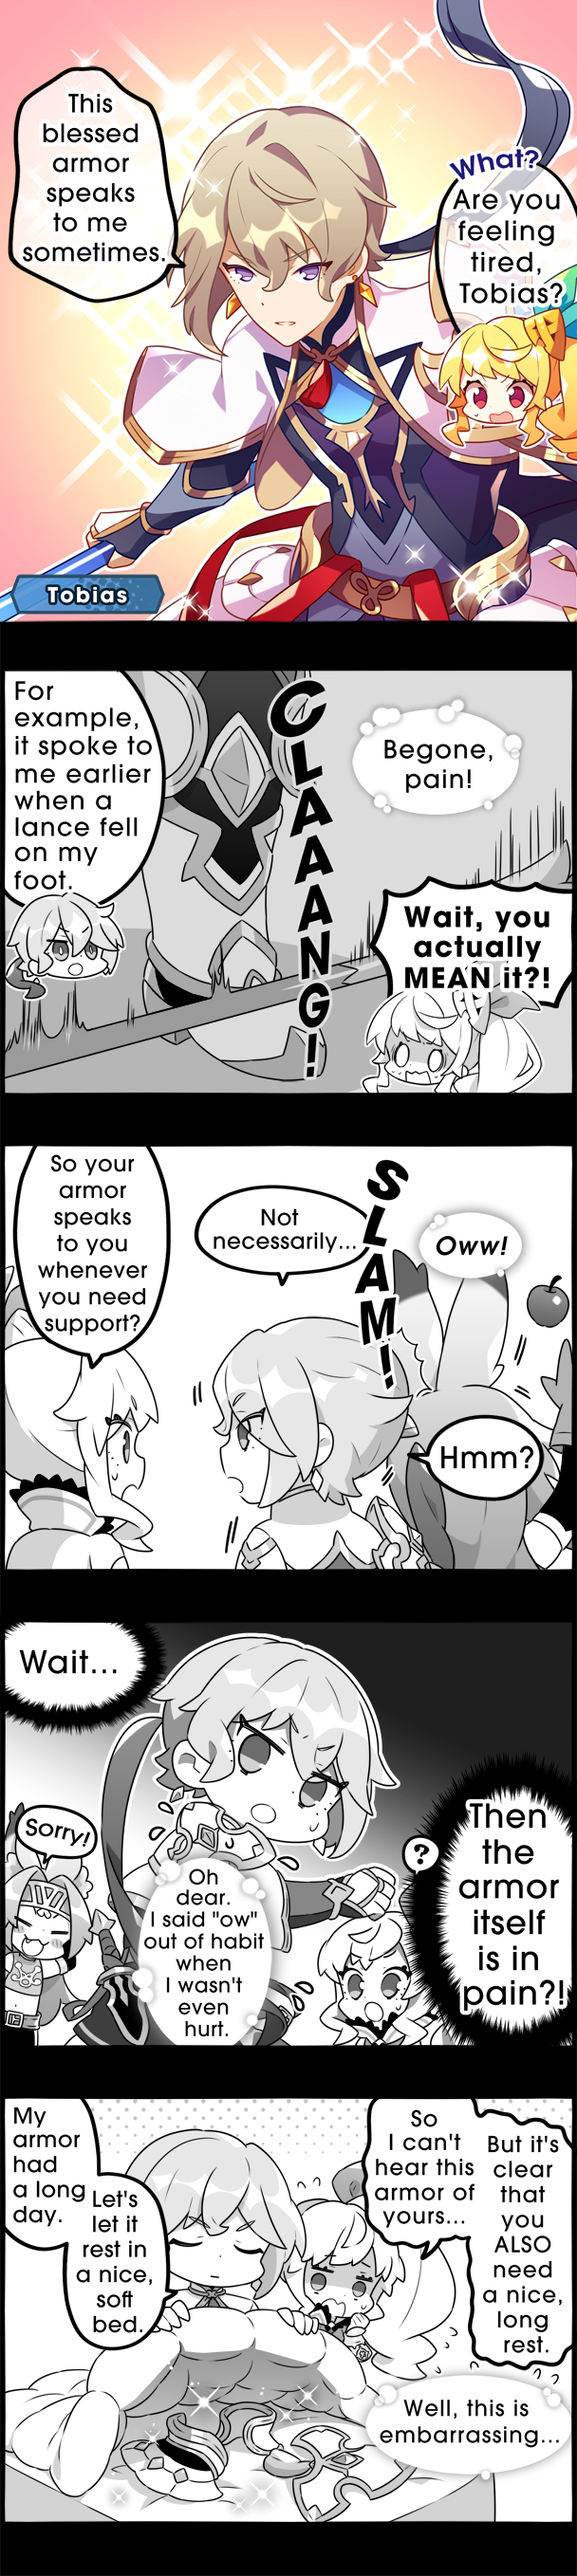 This
blessed
armor
speaks
to me
sometimes.
What?
Are you
feeling
tired,
Tobias?
Tobias
For
example,
it spoke to
me earlier
when a
lance fell
on my
foot.
CLAAANG!
Begone,
pain!
Wait, you
actually
MEAN it?!
So your
armor
speaks
to you
whenever
you need
support?
Not
necessarily...
SLAM!
Oww!
Hmm?
Wait...
Sorry!
Oh
dear.
I said "ow"
out of habit
when
I wasn't
even
hurt.
?
Then
the
armor
itself
is in
pain?!
My
armor
had
a long
day.
Let's
let it
rest in
a nice,
soft
bed.
So
I can't
hear this
armor of
yours...
But it's
clear
that
you
ALSO
need
a nice,
long
rest.
Well, this is
embarrassing...